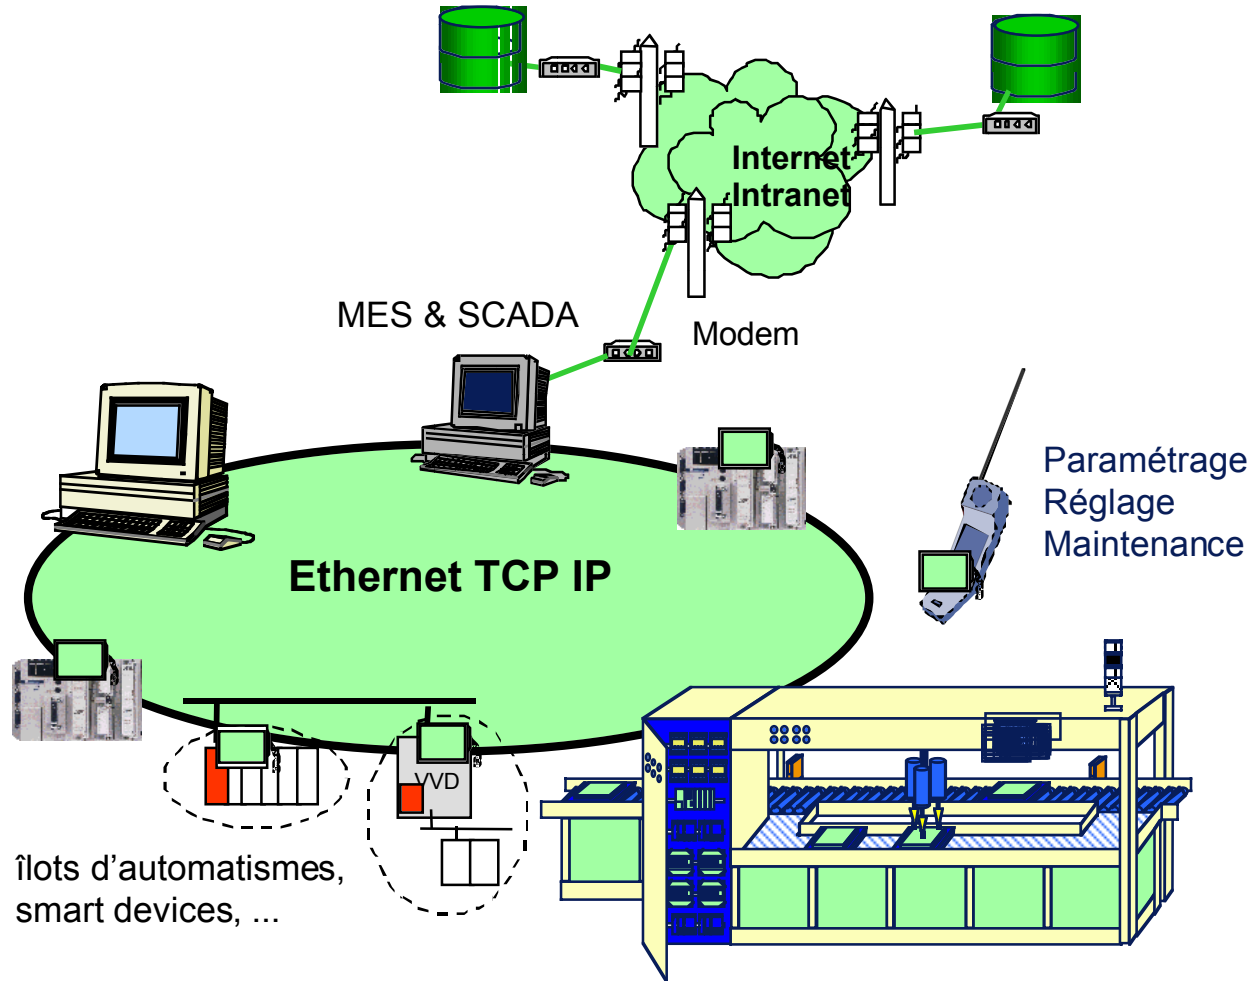 Internet
Intranet
MES & SCADA
Modem
Paramétrage
Réglage
Maintenance
Ethernet TCP IP
VVD
îlots d’automatismes,
smart devices, ...